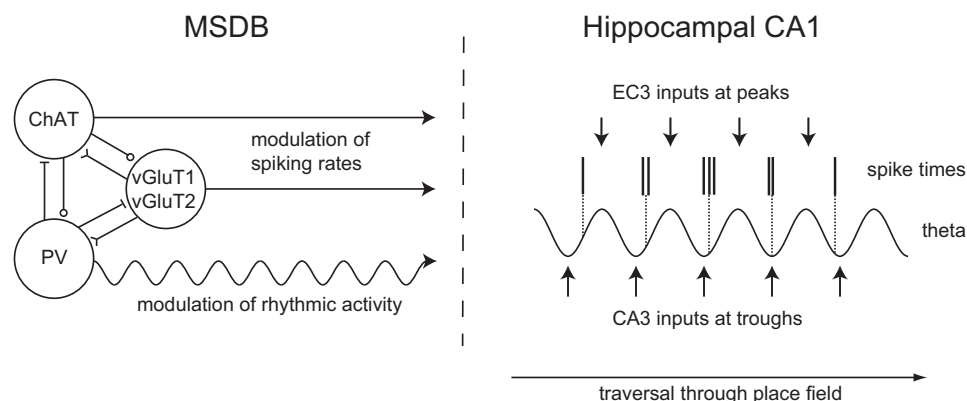 MSDB
ChAT
vGluT1
vGluT2
PV
modulation of
spiking rates
modulation of rhythmic activity
Hippocampal CA1
EC3 inputs at peaks
spike times
theta
CA3 inputs at troughs
traversal through place field